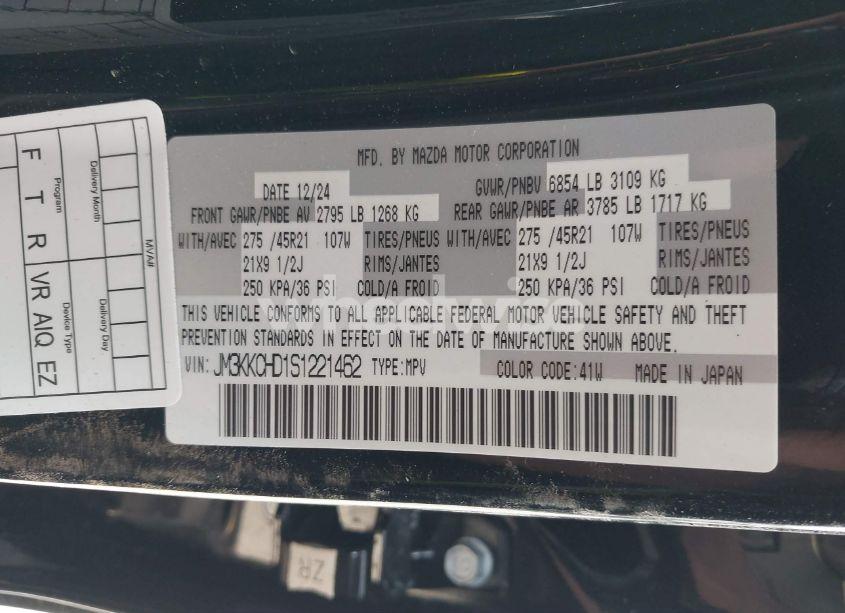 MFD. BY MAZDA MOTOR CORPORATION
DATE 12/24
GVWR/PNBV 6854 LB 3109 KG
FRONT GAWR/PNBE AV 2795 LB 1268 KG
REAR GAWR/PNBE AR 3785 LB 1717 KG
WITH/AVEC 275 /45R21 107W TIRES/PNEUS WITH/AVEC 275 /45R21 107W TIRES/PNEUS
21X9 1/2J RIMS/JANTES 21X9 1/2J RIMS/JANTES
250 KPA/36 PSI COLD/A FROID 250 KPA/36 PSI COLD/A FROID
THIS VEHICLE CONFORMS TO ALL APPLICABLE FEDERAL MOTOR VEHICLE SAFETY AND THEFT
PREVENTION STANDARDS IN EFFECT ON THE DATE OF MANUFACTURE SHOWN ABOVE.
VIN: JM3KKCHD1S1221462 TYPE:MPV
COLOR CODE:41W MADE IN JAPAN
MVA#
Delivery Month
Delivery Day
Program
Device Type
F T R
VR AIQ EZ
ZR